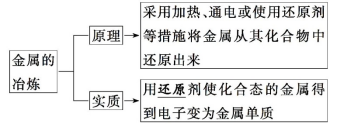 金属的
冶炼
原理
采用加热、通电或使用还原剂
等措施将金属从其化合物中
还原出来
实质
用还原剂使化合态的金属得
到电子变为金属单质